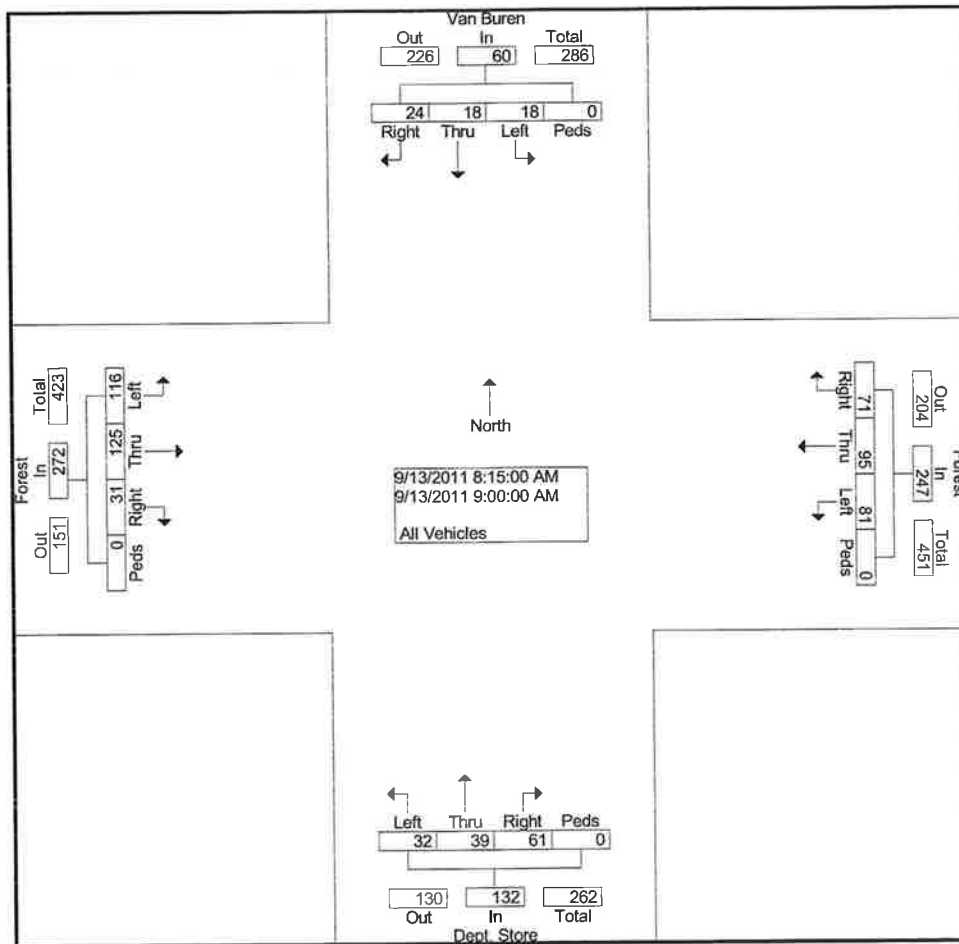 Van Buren
Out In Total
226 60 286
24 18 18 0
Right Thru Left Peds
Forest
Total In Out
423 272 151
116 125 31 0
Left Thru Right Peds
North
9/13/2011 8:15:00 AM
9/13/2011 9:00:00 AM
All Vehicles
Right Thru Left Peds
71 95 81 0
Out In Total
204 247 451
Forest
Left Thru Right Peds
32 39 61 0
130 132 262
Out In Total
Dept. Store